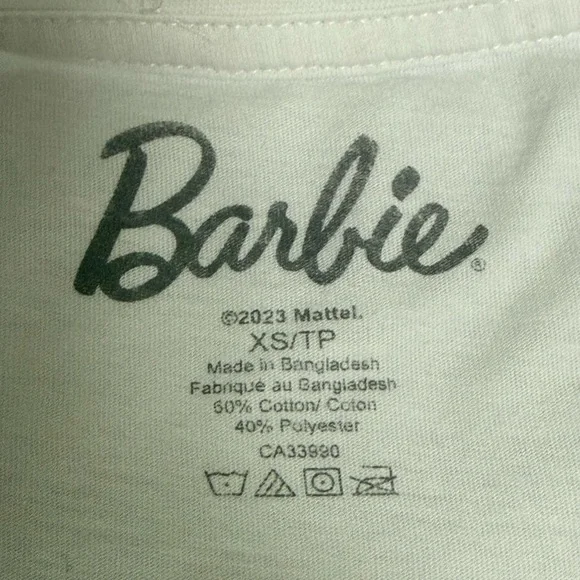 Barbie®
©2023 Mattel.
XS/TP
Made in Bangladesh
Fabriqué au Bangladesh
60% Cotton/ Coton
40% Polyester
CA33990